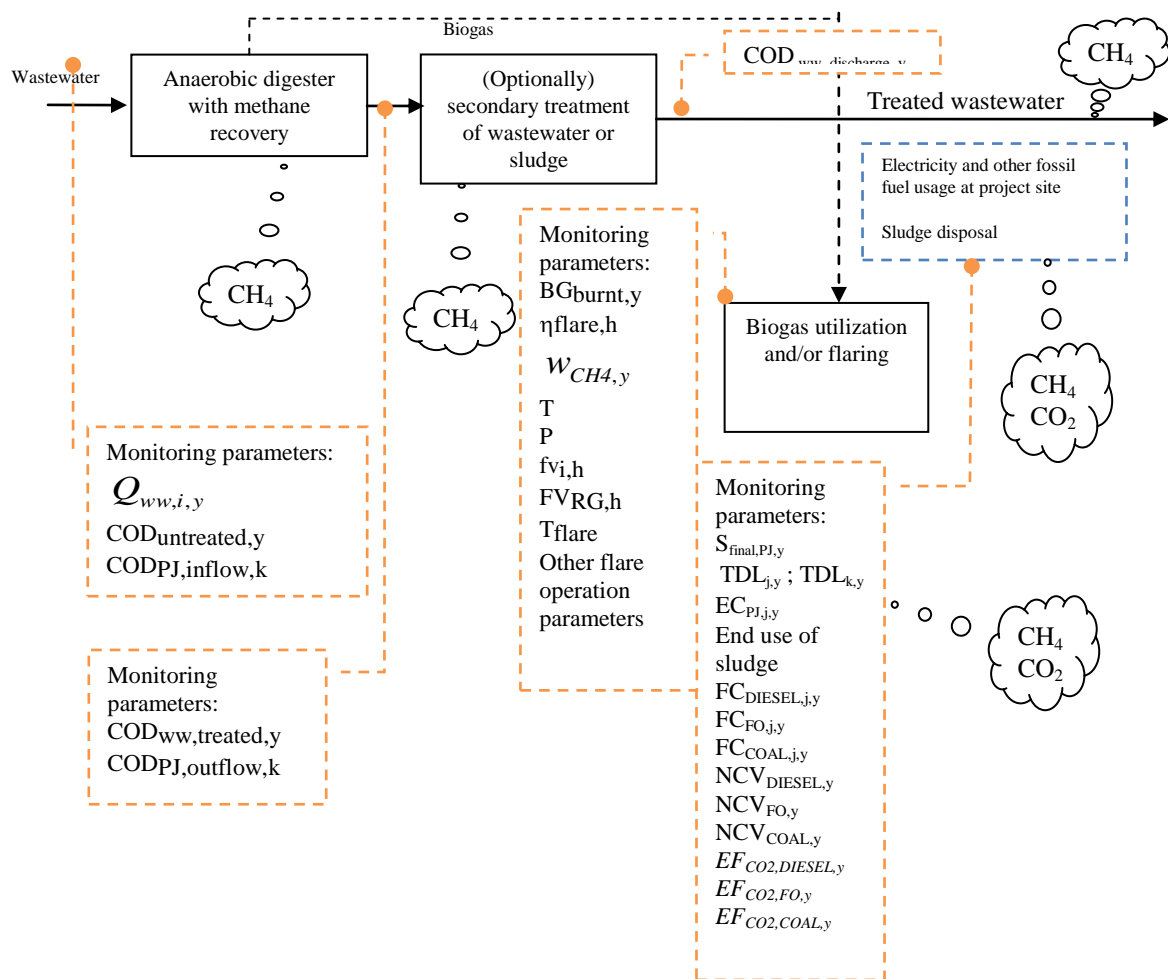 Biogas
Wastewater
Anaerobic digester
with methane
recovery
(Optionally)
secondary treatment
of wastewater or
sludge
COD ww, discharge, y
CH4
Treated wastewater
Electricity and other fossil
fuel usage at project site
Sludge disposal
CH4
CH4
Monitoring
parameters:
BGburnt,y
ηflare,h
wCH4,y
T
P
fvi,h
FVRG,h
Tflare
Other flare
operation
parameters
Biogas utilization
and/or flaring
CH4
CO2
Monitoring parameters:
Qww,i,y
CODuntreated,y
CODPJ,inflow,k
Monitoring
parameters:
CODww,treated,y
CODPJ,outflow,k
Monitoring
parameters:
Sfinal,PJ,y
TDLj,y ; TDLk,y
ECPJ,j,y
End use of
sludge
FCDIESEL,j,y
FCFO,j,y
FCCOAL,j,y
NCVDIESEL,y
NCVFO,y
NCVCOAL,y
EFCO2,DIESEL,y
EFCO2,FO,y
EFCO2,COAL,y
CH4
CO2